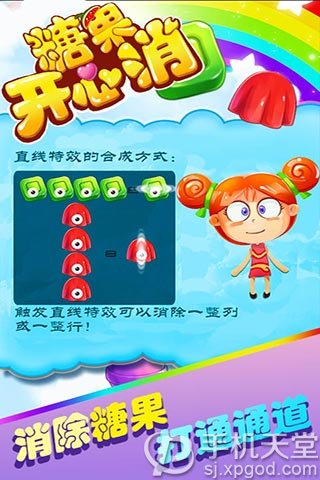 糖果
开心消
直线特效的合成方式：
=
触发直线特效可以消除一整列
或一整行！
消除糖果
打通通道
手机天堂
sj.xpgod.com